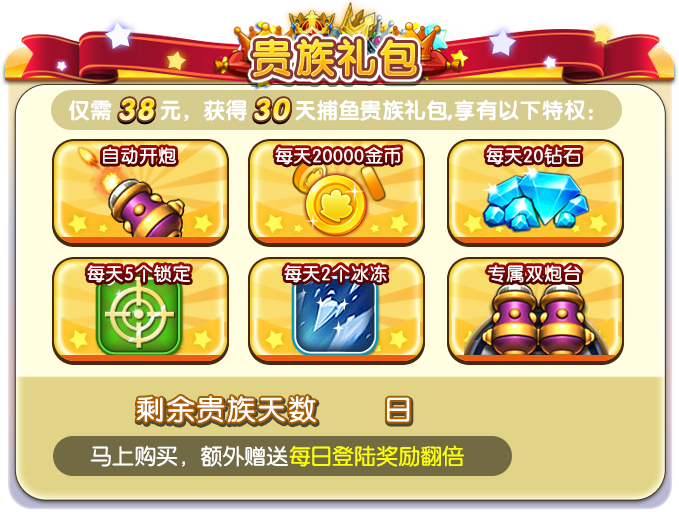 贵族礼包
仅需38元，获得30天捕鱼贵族礼包,享有以下特权：
自动开炮
每天20000金币
每天20钻石
每天5个锁定
每天2个冰冻
专属双炮台
剩余贵族天数 日
马上购买，额外赠送每日登陆奖励翻倍